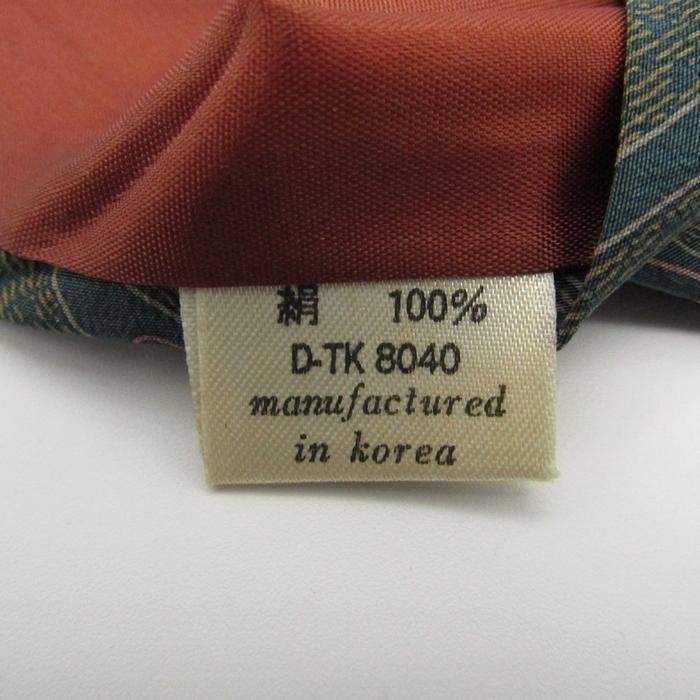 絹 100%
D-TK 8040
manufactured
in korea